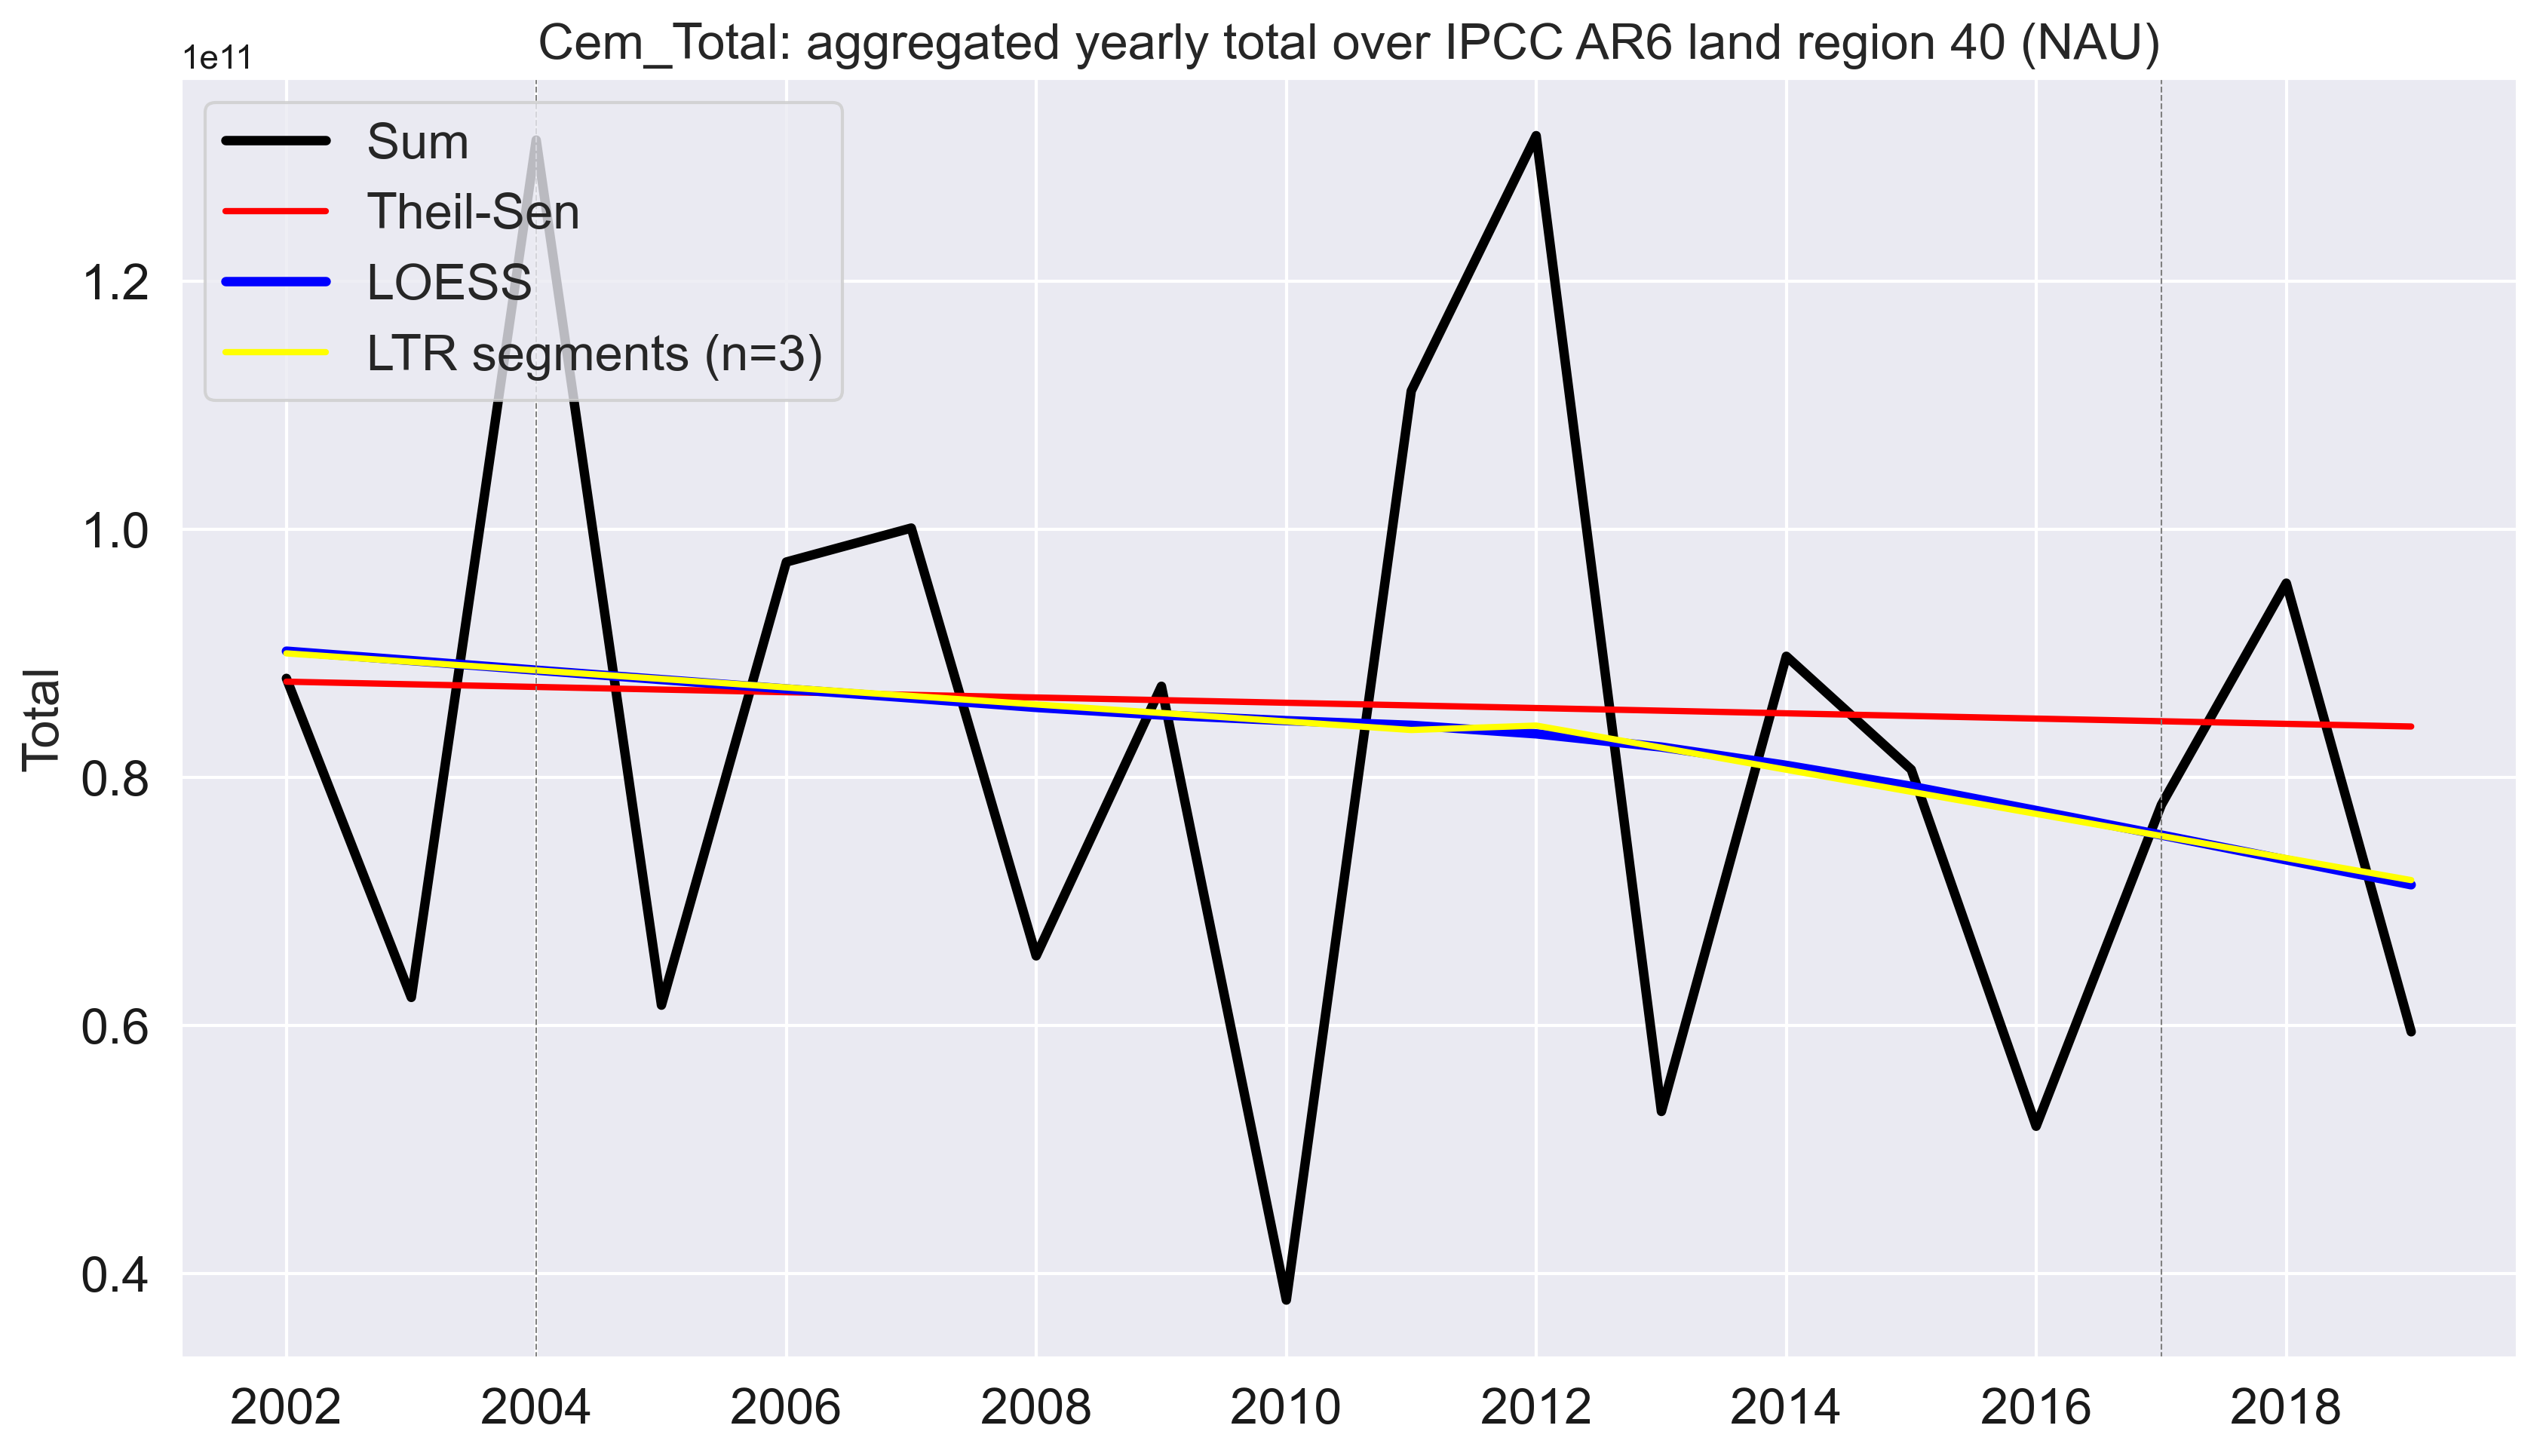 Cem_Total: aggregated yearly total over IPCC AR6 land region 40 (NAU)
1e11
Sum
Theil-Sen
LOESS
LTR segments (n=3)
Total
1.2
1.0
0.8
0.6
0.4
2002 2004 2006 2008 2010 2012 2014 2016 2018